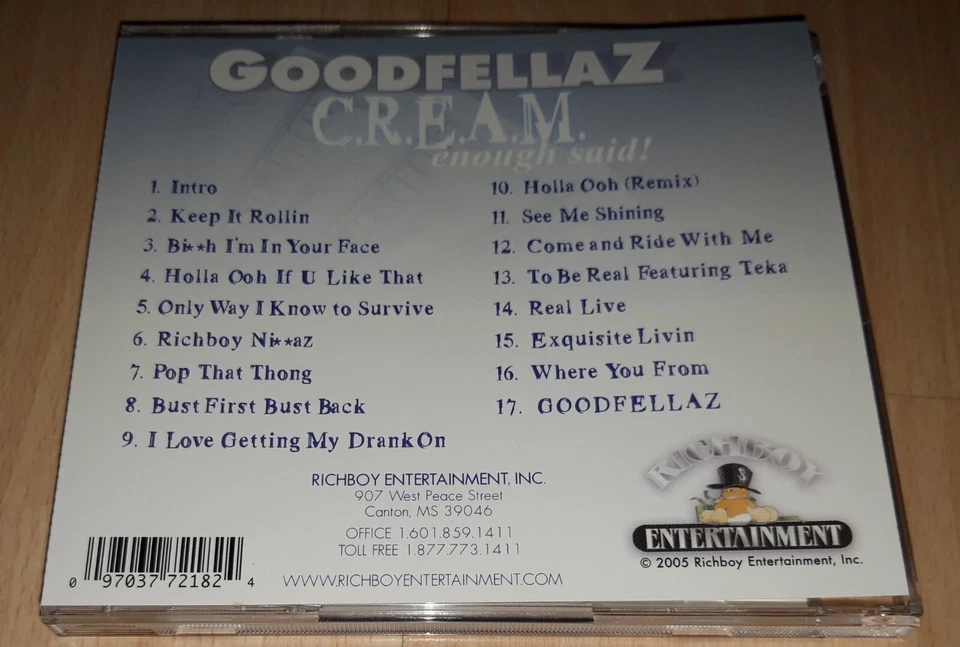 GOODFELLAZ
C.R.E.A.M.
enough said!
1. Intro
2. Keep It Rollin
3. Bi**h I'm In Your Face
4. Holla Ooh If U Like That
5. Only Way I Know to Survive
6. Richboy Ni**az
7. Pop That Thong
8. Bust First Bust Back
9. I Love Getting My Drank On
10. Holla Ooh (Remix)
11. See Me Shining
12. Come and Ride With Me
13. To Be Real Featuring Teka
14. Real Live
15. Exquisite Livin
16. Where You From
17. GOODFELLAZ
RICHBOY ENTERTAINMENT, INC.
907 West Peace Street
Canton, MS 39046
OFFICE 1.601.859.1411
TOLL FREE 1.877.773.1411
WWW.RICHBOYENTERTAINMENT.COM
0 97037 72182 4
RICHBOY
$
ENTERTAINMENT
© 2005 Richboy Entertainment, Inc.